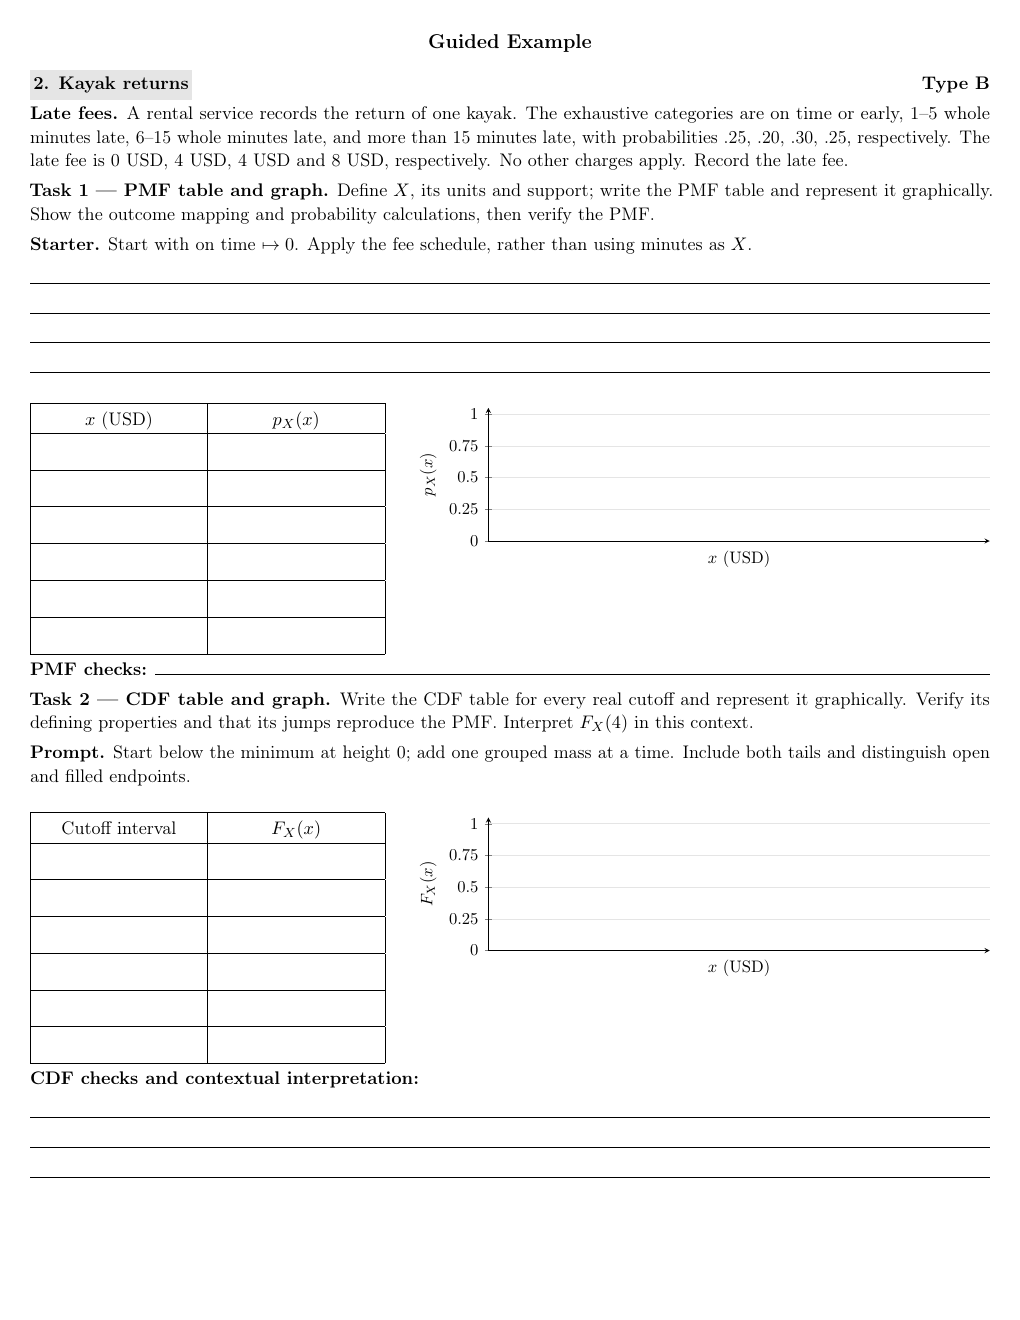 Guided Example
2. Kayak returns
Type B
Late fees. A rental service records the return of one kayak. The exhaustive categories are on time or early, 1–5 whole
minutes late, 6–15 whole minutes late, and more than 15 minutes late, with probabilities .25, .20, .30, .25, respectively. The
late fee is 0 USD, 4 USD, 4 USD and 8 USD, respectively. No other charges apply. Record the late fee.
Task 1 — PMF table and graph. Define X, its units and support; write the PMF table and represent it graphically.
Show the outcome mapping and probability calculations, then verify the PMF.
Starter. Start with on time ↦ 0. Apply the fee schedule, rather than using minutes as X.
x (USD)
p_X(x)
1
0.75
0.5
0.25
0
p_X(x)
x (USD)
PMF checks:
Task 2 — CDF table and graph. Write the CDF table for every real cutoff and represent it graphically. Verify its
defining properties and that its jumps reproduce the PMF. Interpret F_X(4) in this context.
Prompt. Start below the minimum at height 0; add one grouped mass at a time. Include both tails and distinguish open
and filled endpoints.
Cutoff interval
F_X(x)
1
0.75
0.5
0.25
0
F_X(x)
x (USD)
CDF checks and contextual interpretation: